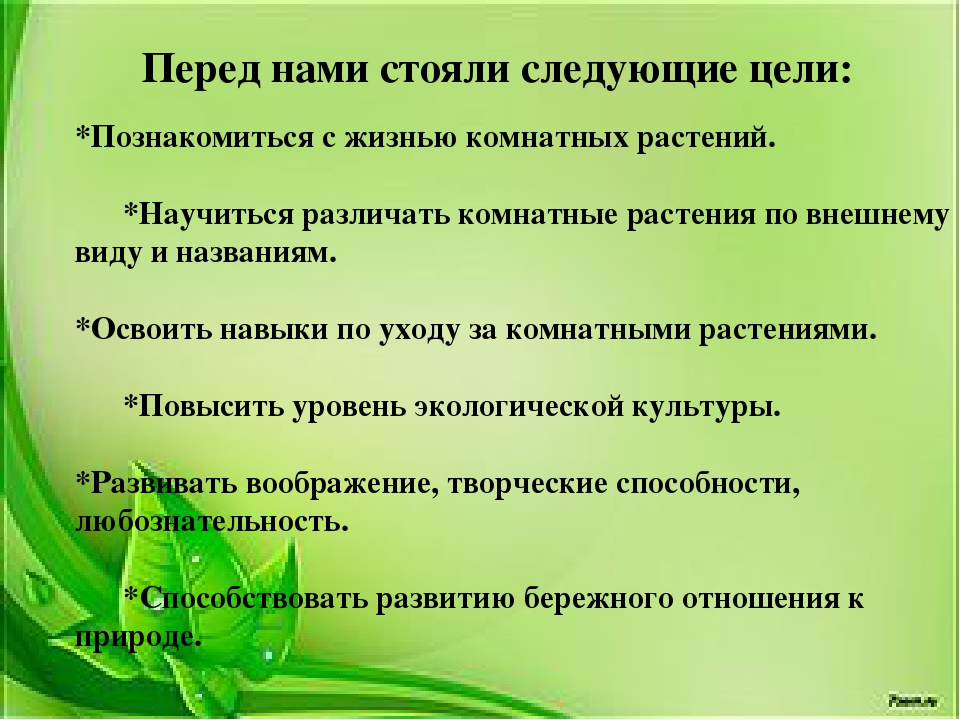 Перед нами стояли следующие цели:
*Познакомиться с жизнью комнатных растений.
*Научиться различать комнатные растения по внешнему
виду и названиям.
*Освоить навыки по уходу за комнатными растениями.
*Повысить уровень экологической культуры.
*Развивать воображение, творческие способности,
любознательность.
*Способствовать развитию бережного отношения к
природе.